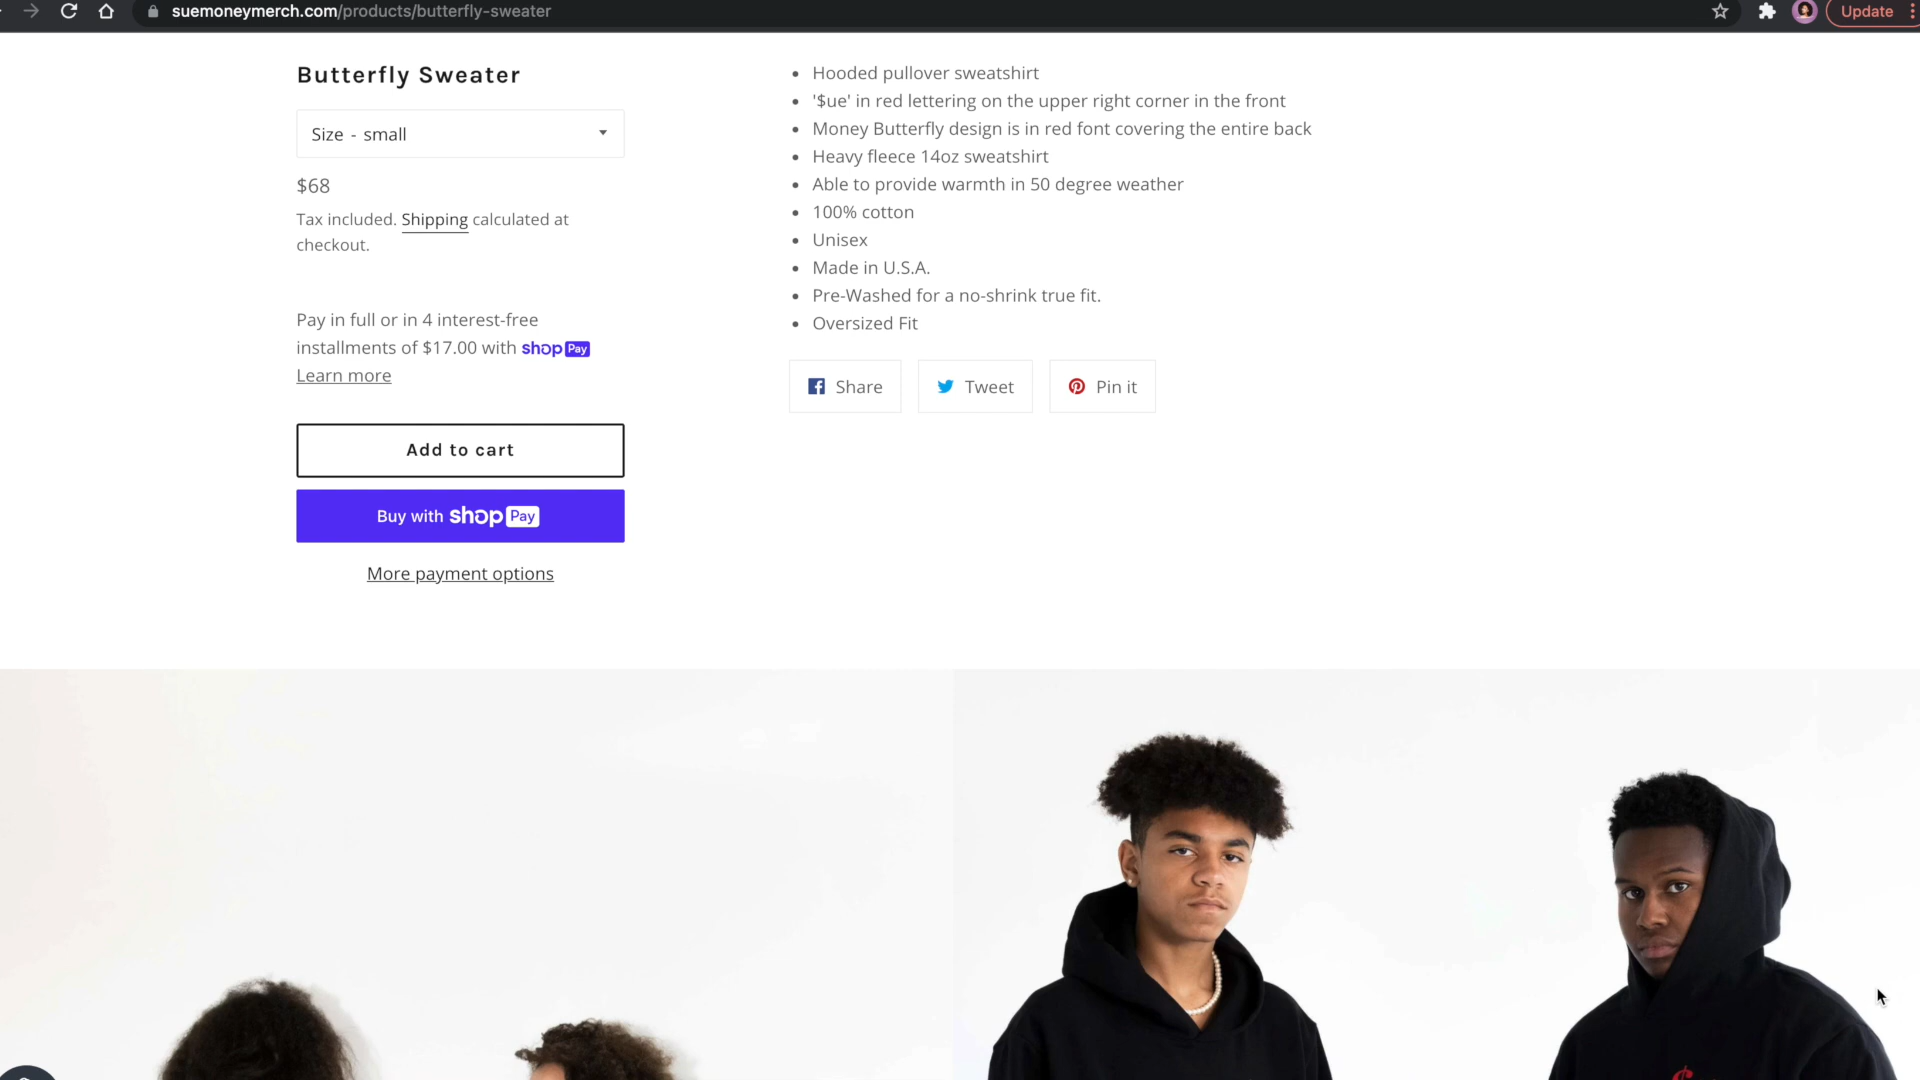 suemoneymerch.com/products/butterfly-sweater
Update
Butterfly Sweater
Size - small
$68
Tax included. Shipping calculated at
checkout.
Pay in full or in 4 interest-free
installments of $17.00 with shop Pay
Learn more
Add to cart
Buy with shop Pay
More payment options
Hooded pullover sweatshirt
'$ue' in red lettering on the upper right corner in the front
Money Butterfly design is in red font covering the entire back
Heavy fleece 14oz sweatshirt
Able to provide warmth in 50 degree weather
100% cotton
Unisex
Made in U.S.A.
Pre-Washed for a no-shrink true fit.
Oversized Fit
Share
Tweet
Pin it